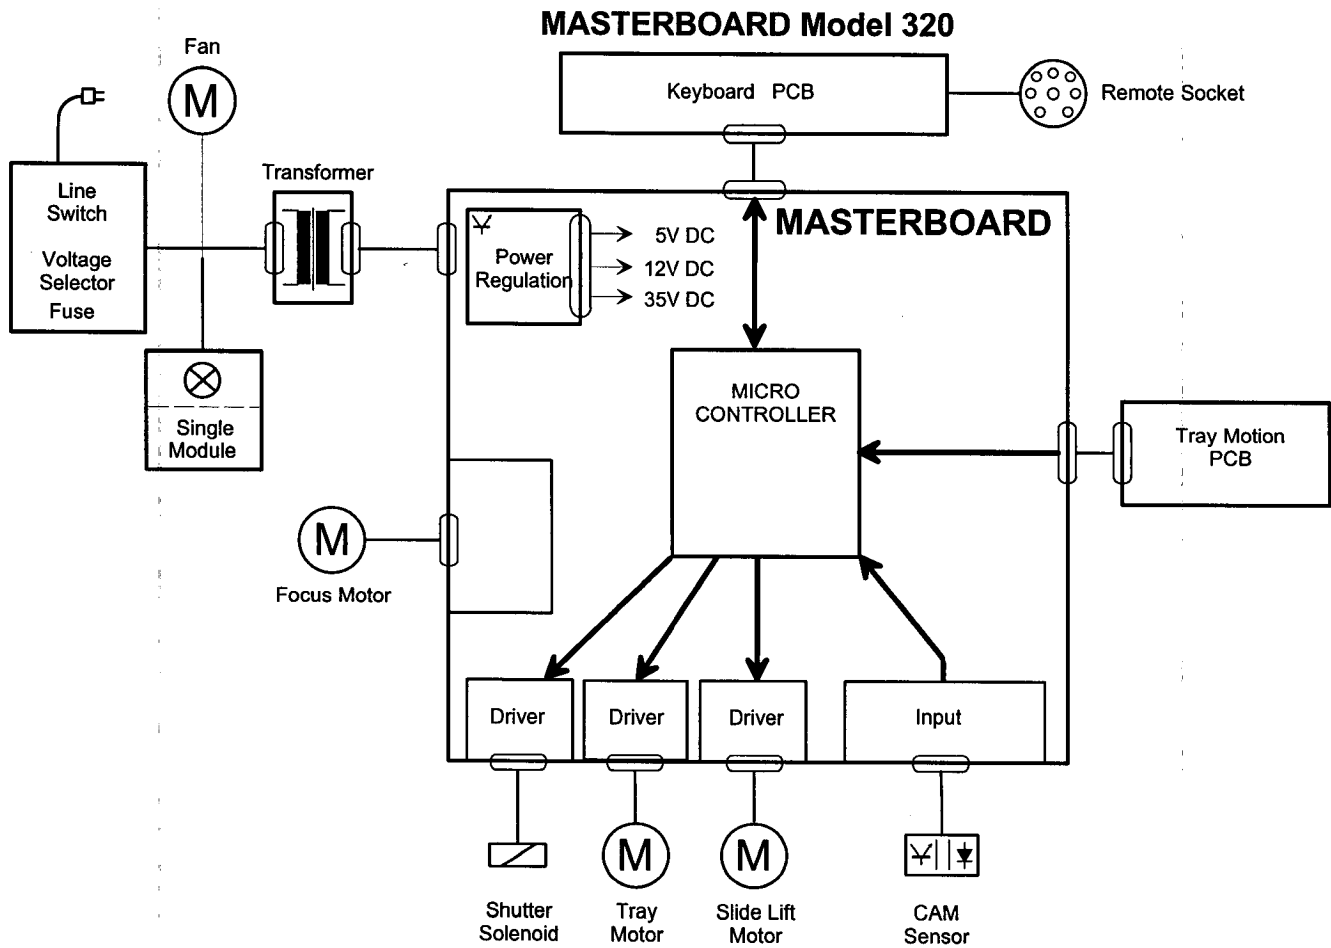 MASTERBOARD Model 320
Fan
M
Keyboard PCB
Remote Socket
Line
Switch
Voltage
Selector
Fuse
Transformer
MASTERBOARD
Power
Regulation
5V DC
12V DC
35V DC
Single
Module
MICRO
CONTROLLER
Tray Motion
PCB
M
Focus Motor
Driver
Driver
Driver
Input
M
M
Shutter
Solenoid
Tray
Motor
Slide Lift
Motor
CAM
Sensor